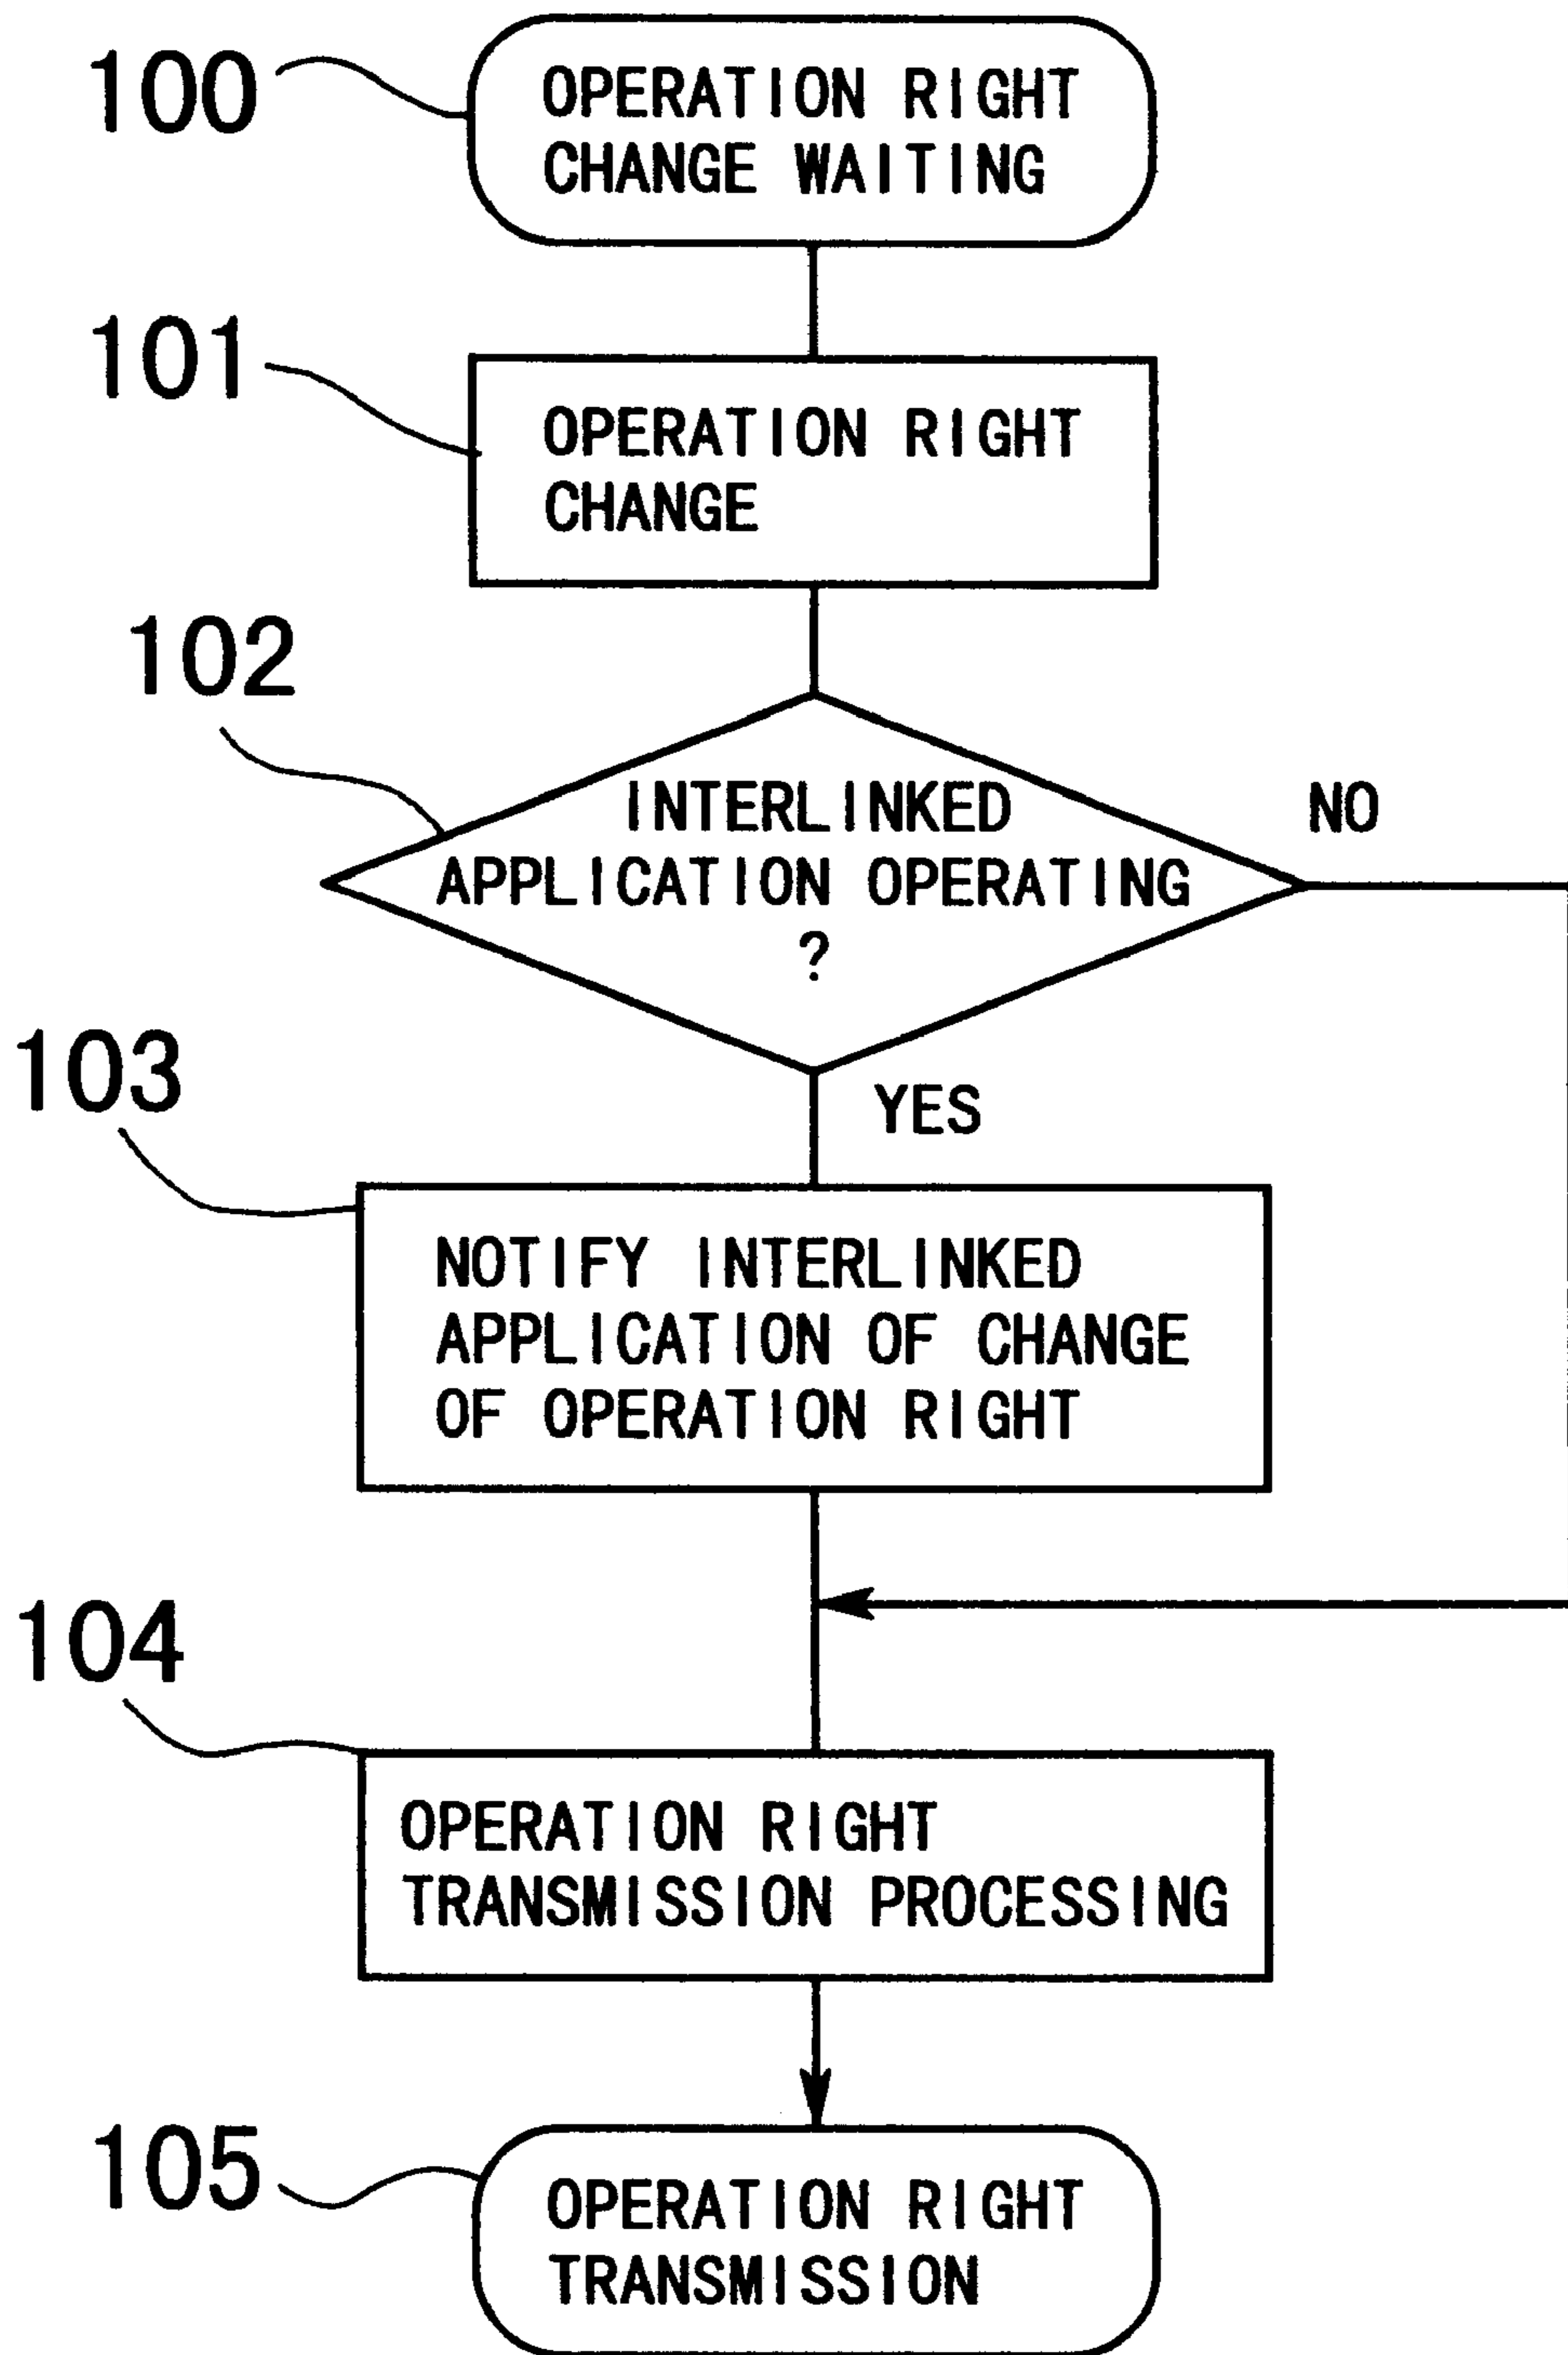 100
OPERATION RIGHT
CHANGE WAITING
101
OPERATION RIGHT
CHANGE
102
INTERLINKED
APPLICATION OPERATING
?
NO
YES
103
NOTIFY INTERLINKED
APPLICATION OF CHANGE
OF OPERATION RIGHT
104
OPERATION RIGHT
TRANSMISSION PROCESSING
105
OPERATION RIGHT
TRANSMISSION